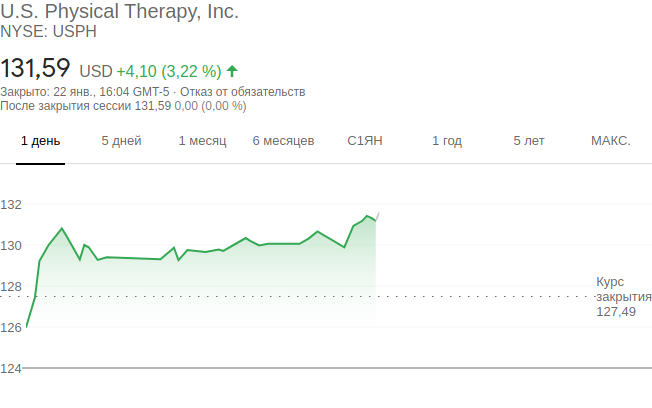 U.S. Physical Therapy, Inc.
NYSE: USPH
131,59 USD +4,10 (3,22 %)
Закрыто: 22 янв., 16:04 GMT-5 · Отказ от обязательств
После закрытия сессии 131,59 0,00 (0,00 %)
1 день 5 дней 1 месяц 6 месяцев С1ЯН 1 год 5 лет МАКС.
132
130
128
Курс
закрытия
127,49
126
124